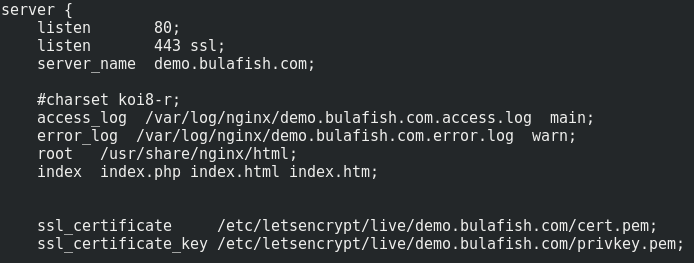 server {
    listen       80;
    listen       443 ssl;
    server_name  demo.bulafish.com;
    #charset koi8-r;
    access_log  /var/log/nginx/demo.bulafish.com.access.log  main;
    error_log  /var/log/nginx/demo.bulafish.com.error.log  warn;
    root   /usr/share/nginx/html;
    index  index.php index.html index.htm;
    ssl_certificate     /etc/letsencrypt/live/demo.bulafish.com/cert.pem;
    ssl_certificate_key /etc/letsencrypt/live/demo.bulafish.com/privkey.pem;